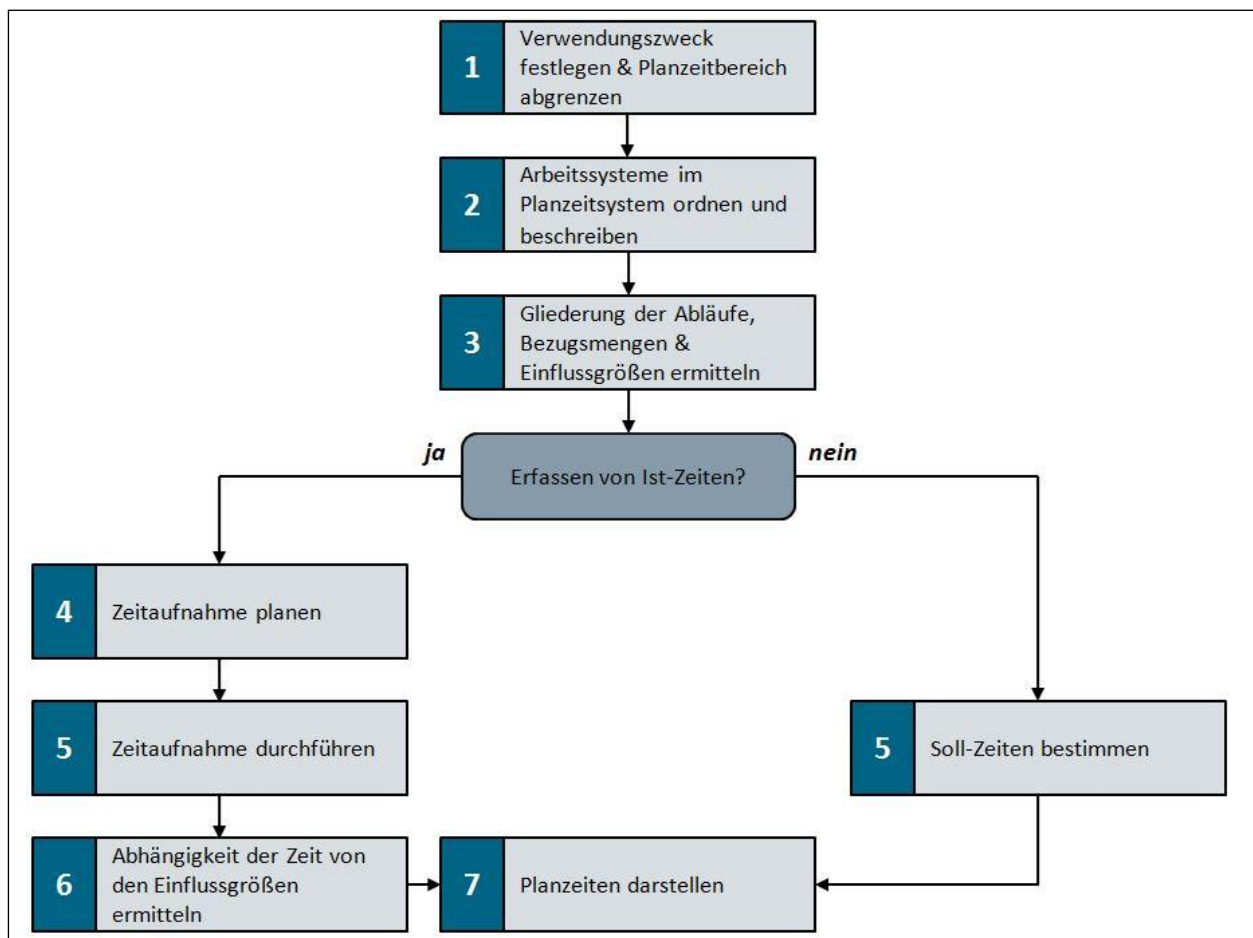 1
Verwendungszweck
festlegen & Planzeitbereich
abgrenzen
2
Arbeitssysteme im
Planzeitsystem ordnen und
beschreiben
3
Gliederung der Abläufe,
Bezugsmengen &
Einflussgrößen ermitteln
ja
Erfassen von Ist-Zeiten?
nein
4
Zeitaufnahme planen
5
Zeitaufnahme durchführen
5
Soll-Zeiten bestimmen
6
Abhängigkeit der Zeit von
den Einflussgrößen
ermitteln
7
Planzeiten darstellen